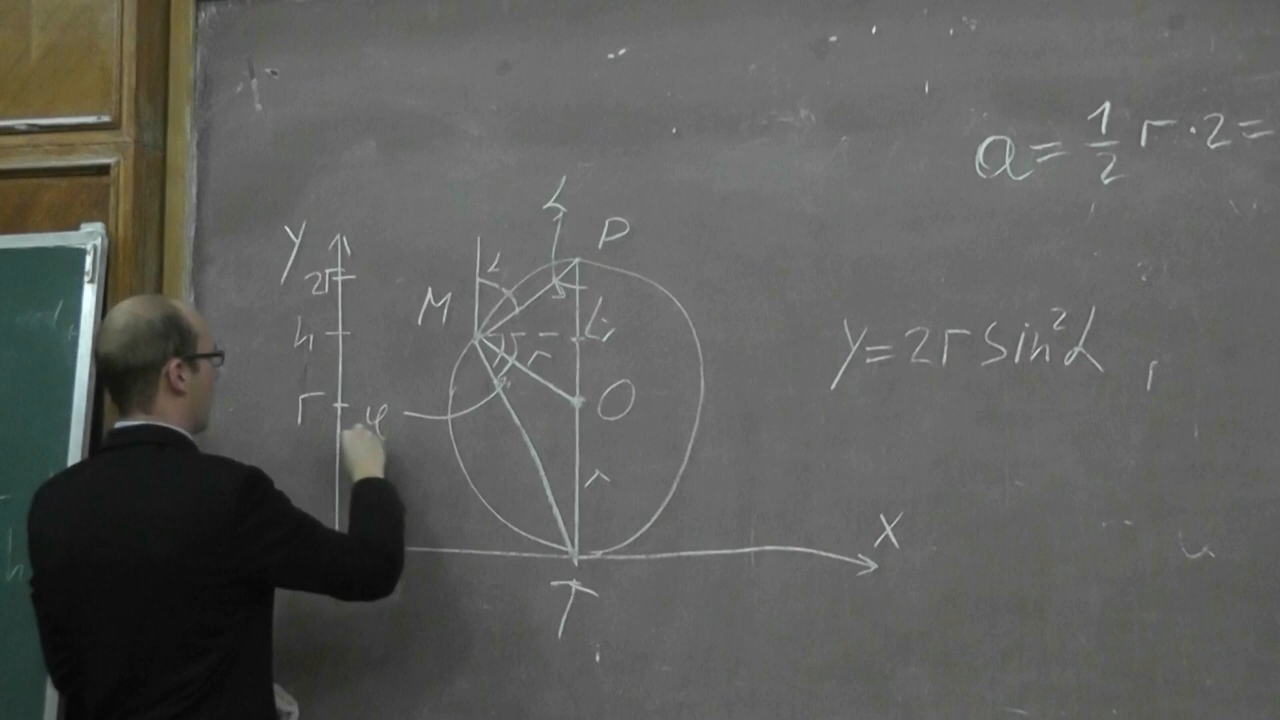 a = 1/2 r · 2 =
α
P
y
2r
α
M
h
y = 2r sin²α
r
r
φ
O
r
x
T